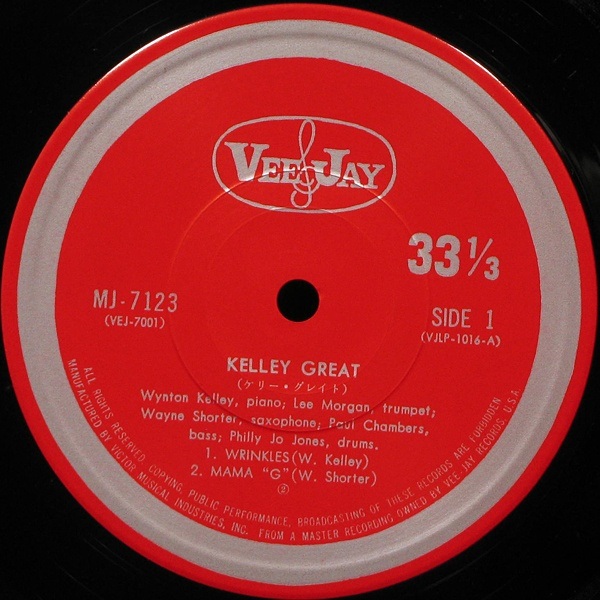 VEE JAY
33 1/3
MJ-7123
(VEJ-7001)
SIDE 1
(VJLP-1016-A)
KELLEY GREAT
(ケリー・グレイト)
Wynton Kelley, piano; Lee Morgan, trumpet;
Wayne Shorter, saxophone; Paul Chambers,
bass; Philly Jo Jones, drums.
1. WRINKLES (W. Kelley)
2. MAMA "G" (W. Shorter)
②
ALL RIGHTS RESERVED. COPYING, PUBLIC PERFORMANCE, BROADCASTING OF THESE RECORDS ARE FORBIDDEN
MANUFACTURED BY VICTOR MUSICAL INDUSTRIES, INC. FROM A MASTER RECORDING OWNED BY VEE JAY RECORDS, U.S.A.